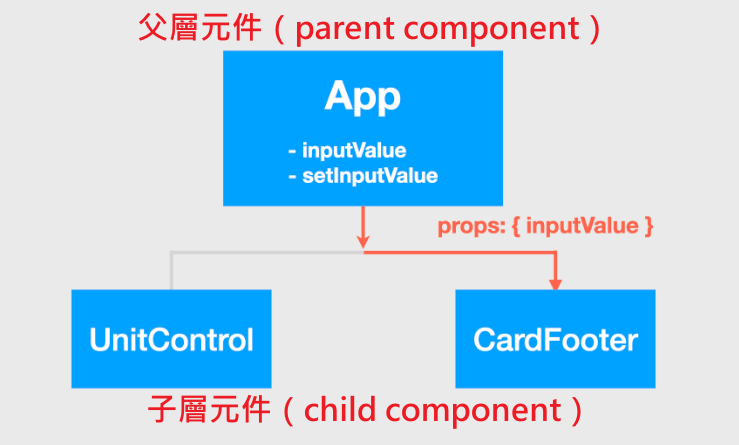 父層元件（parent component）
App
- inputValue
- setInputValue
props: { inputValue }
UnitControl
CardFooter
子層元件（child component）